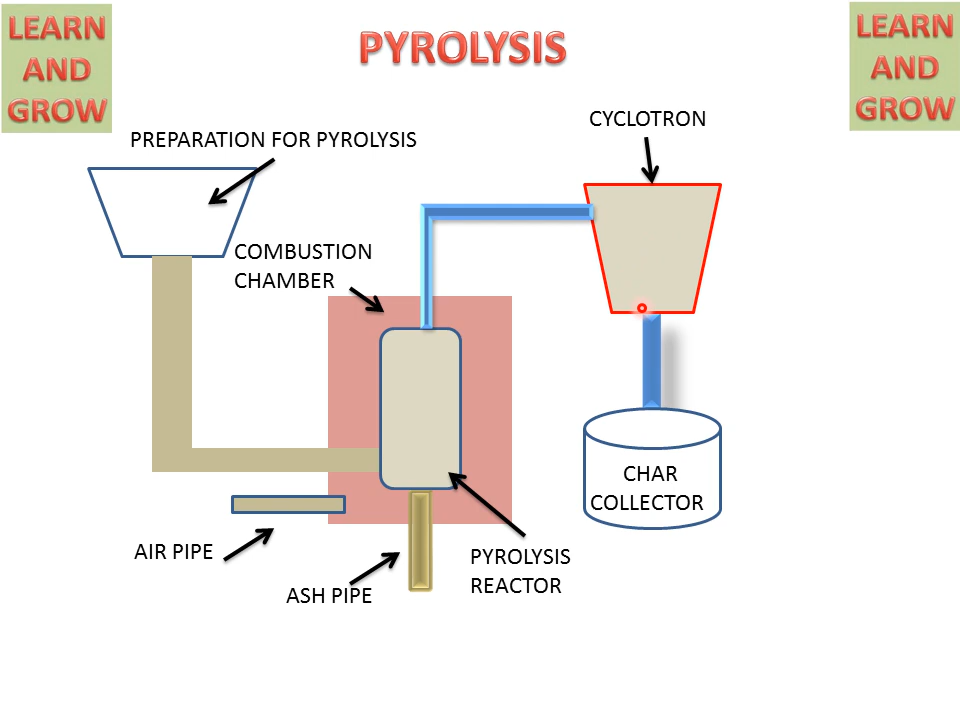 LEARN
AND
GROW
PYROLYSIS
LEARN
AND
GROW
CYCLOTRON
PREPARATION FOR PYROLYSIS
COMBUSTION
CHAMBER
CHAR
COLLECTOR
AIR PIPE
PYROLYSIS
REACTOR
ASH PIPE